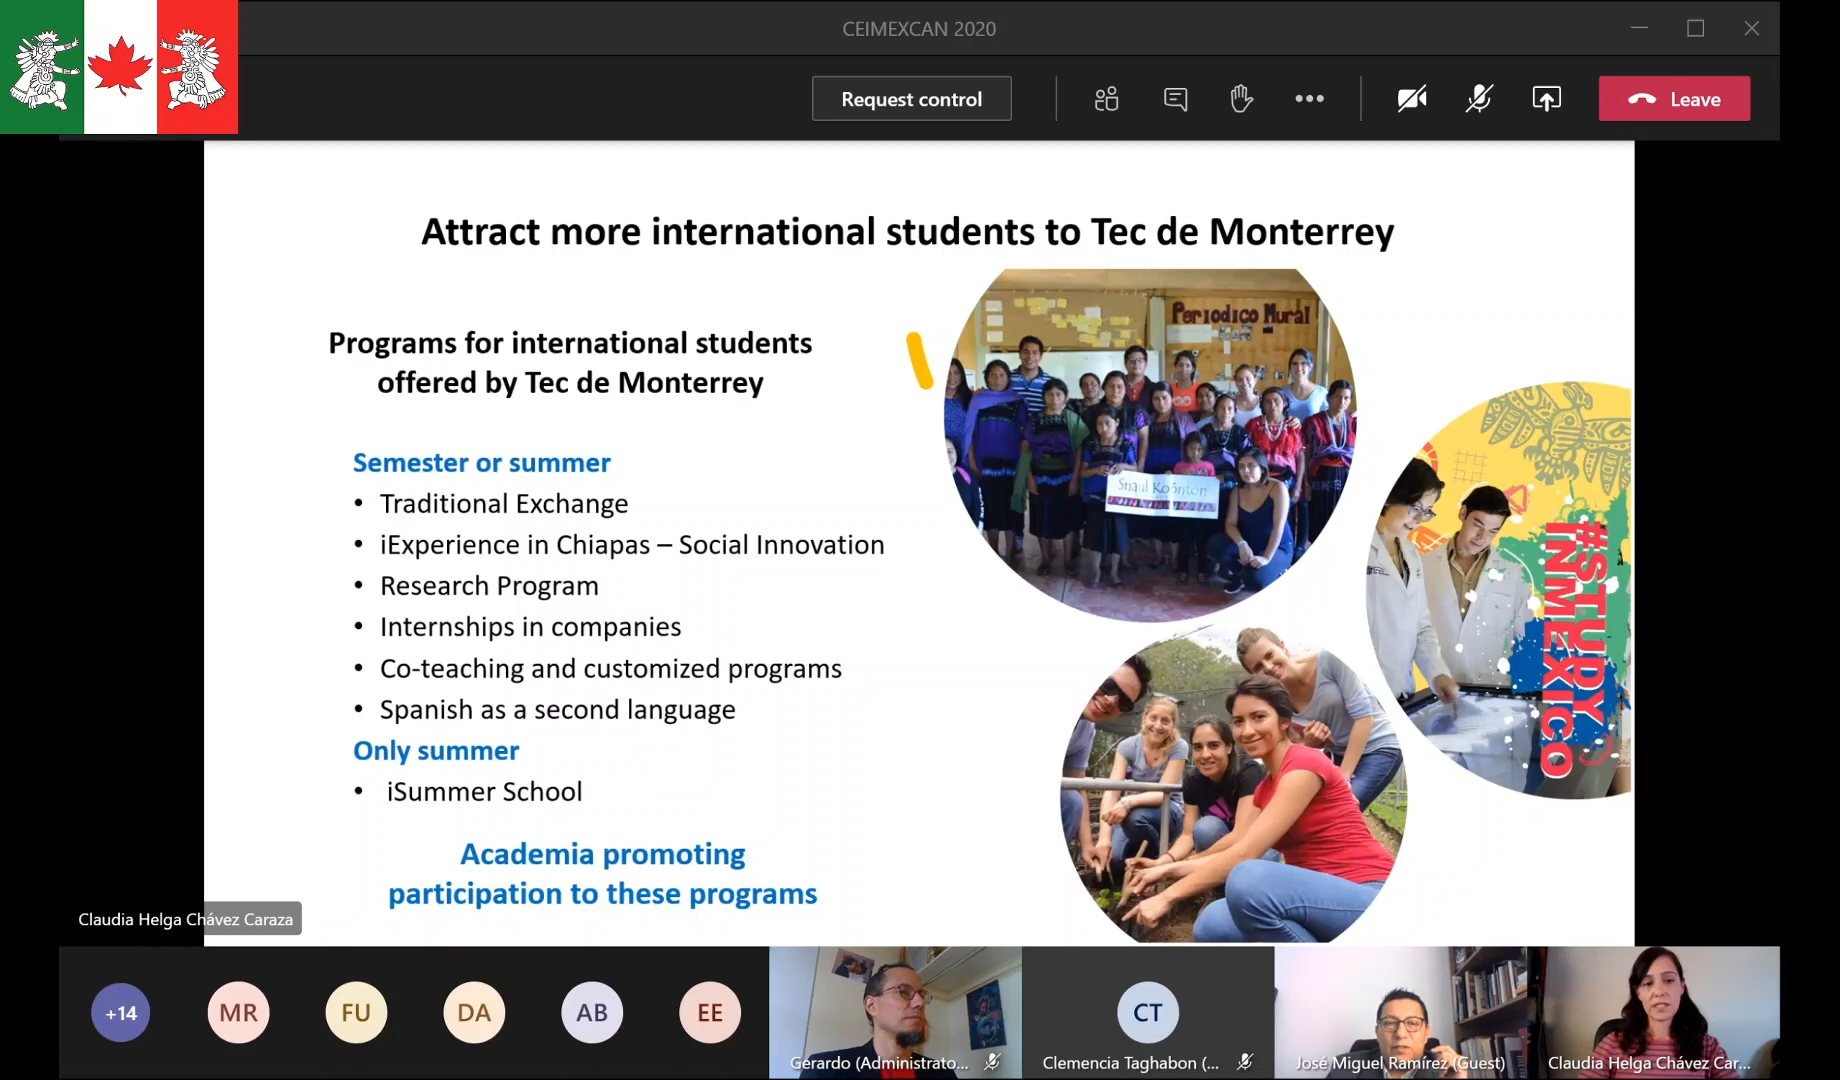 CEIMEXCAN 2020
Request control
Leave
Attract more international students to Tec de Monterrey
Programs for international students
offered by Tec de Monterrey
Semester or summer
• Traditional Exchange
• iExperience in Chiapas – Social Innovation
• Research Program
• Internships in companies
• Co-teaching and customized programs
• Spanish as a second language
Only summer
• iSummer School
Academia promoting
participation to these programs
Periodico Mural
#STUDY
INMEXICO
Claudia Helga Chávez Caraza
+14
MR
FU
DA
AB
EE
CT
Gerardo (Administrato...
Clemencia Taghabon (...
José Miguel Ramírez (Guest)
Claudia Helga Chávez Car...